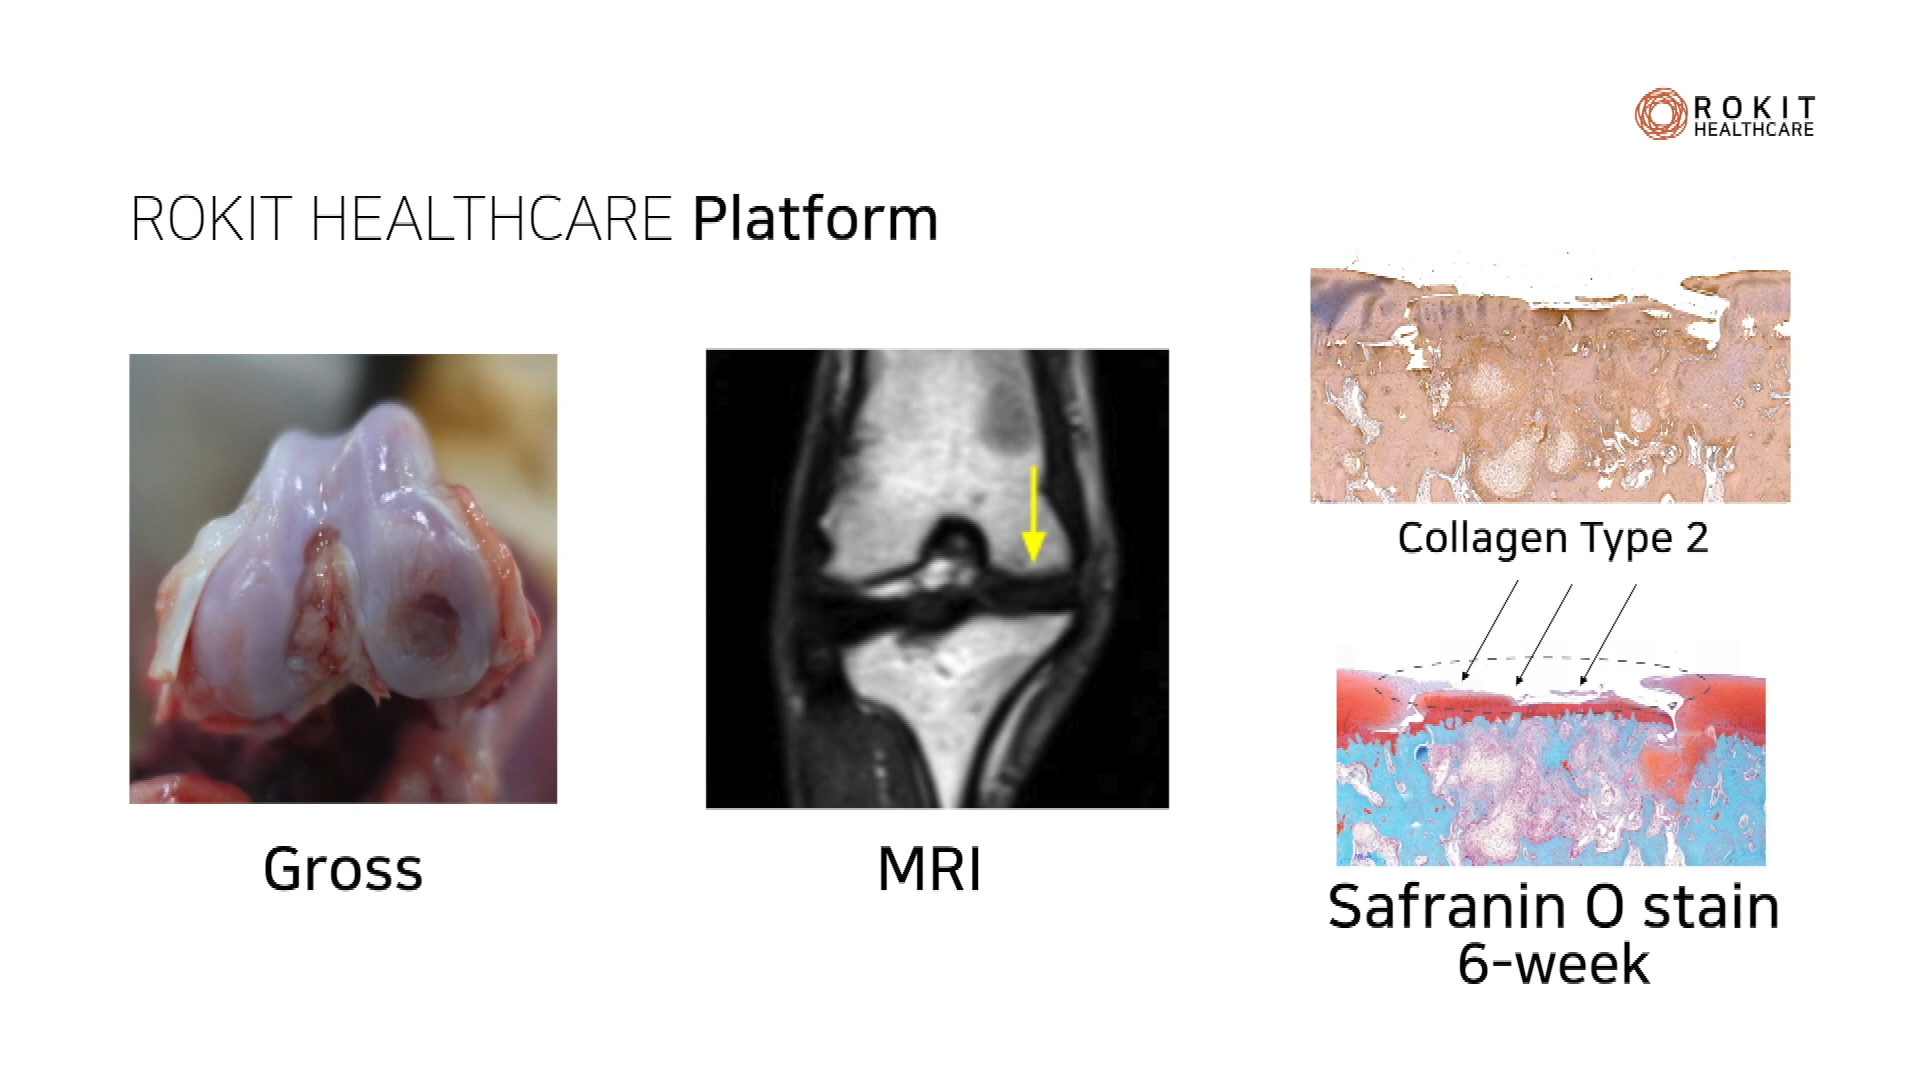 ROKIT
HEALTHCARE
ROKIT HEALTHCARE Platform
Gross
MRI
Collagen Type 2
Safranin O stain
6-week